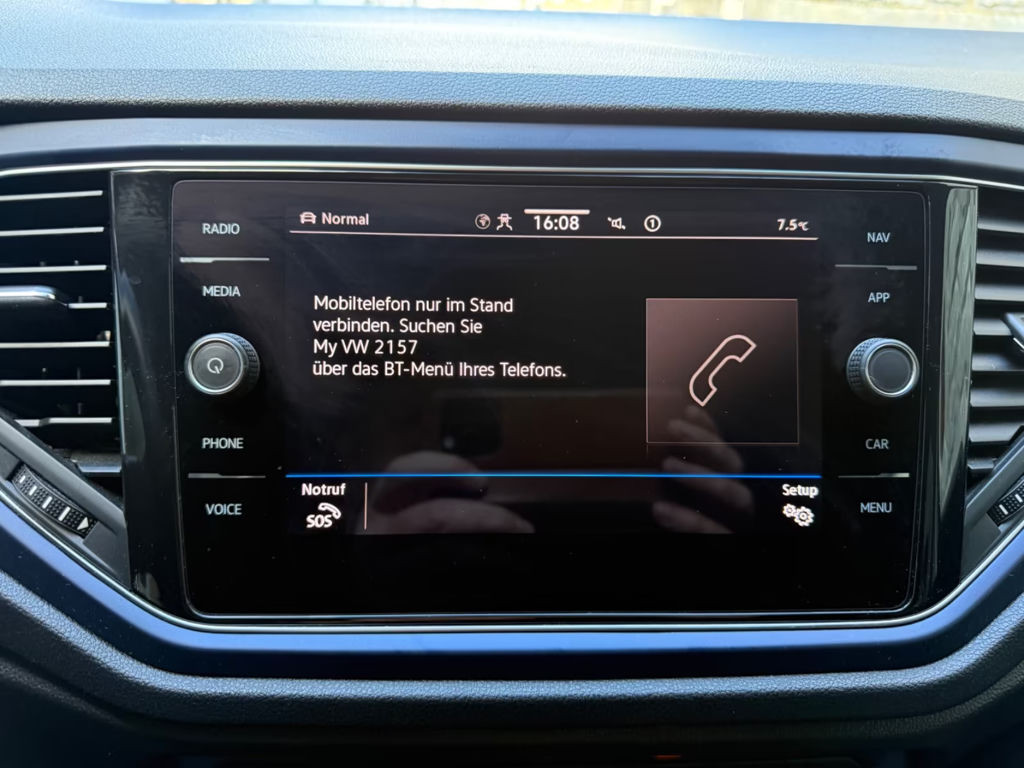 RADIO
MEDIA
PHONE
VOICE
Normal
16:08
1
7.5°C
Mobiltelefon nur im Stand
verbinden. Suchen Sie
My VW 2157
über das BT-Menü Ihres Telefons.
Notruf
SOS
Setup
NAV
APP
CAR
MENU